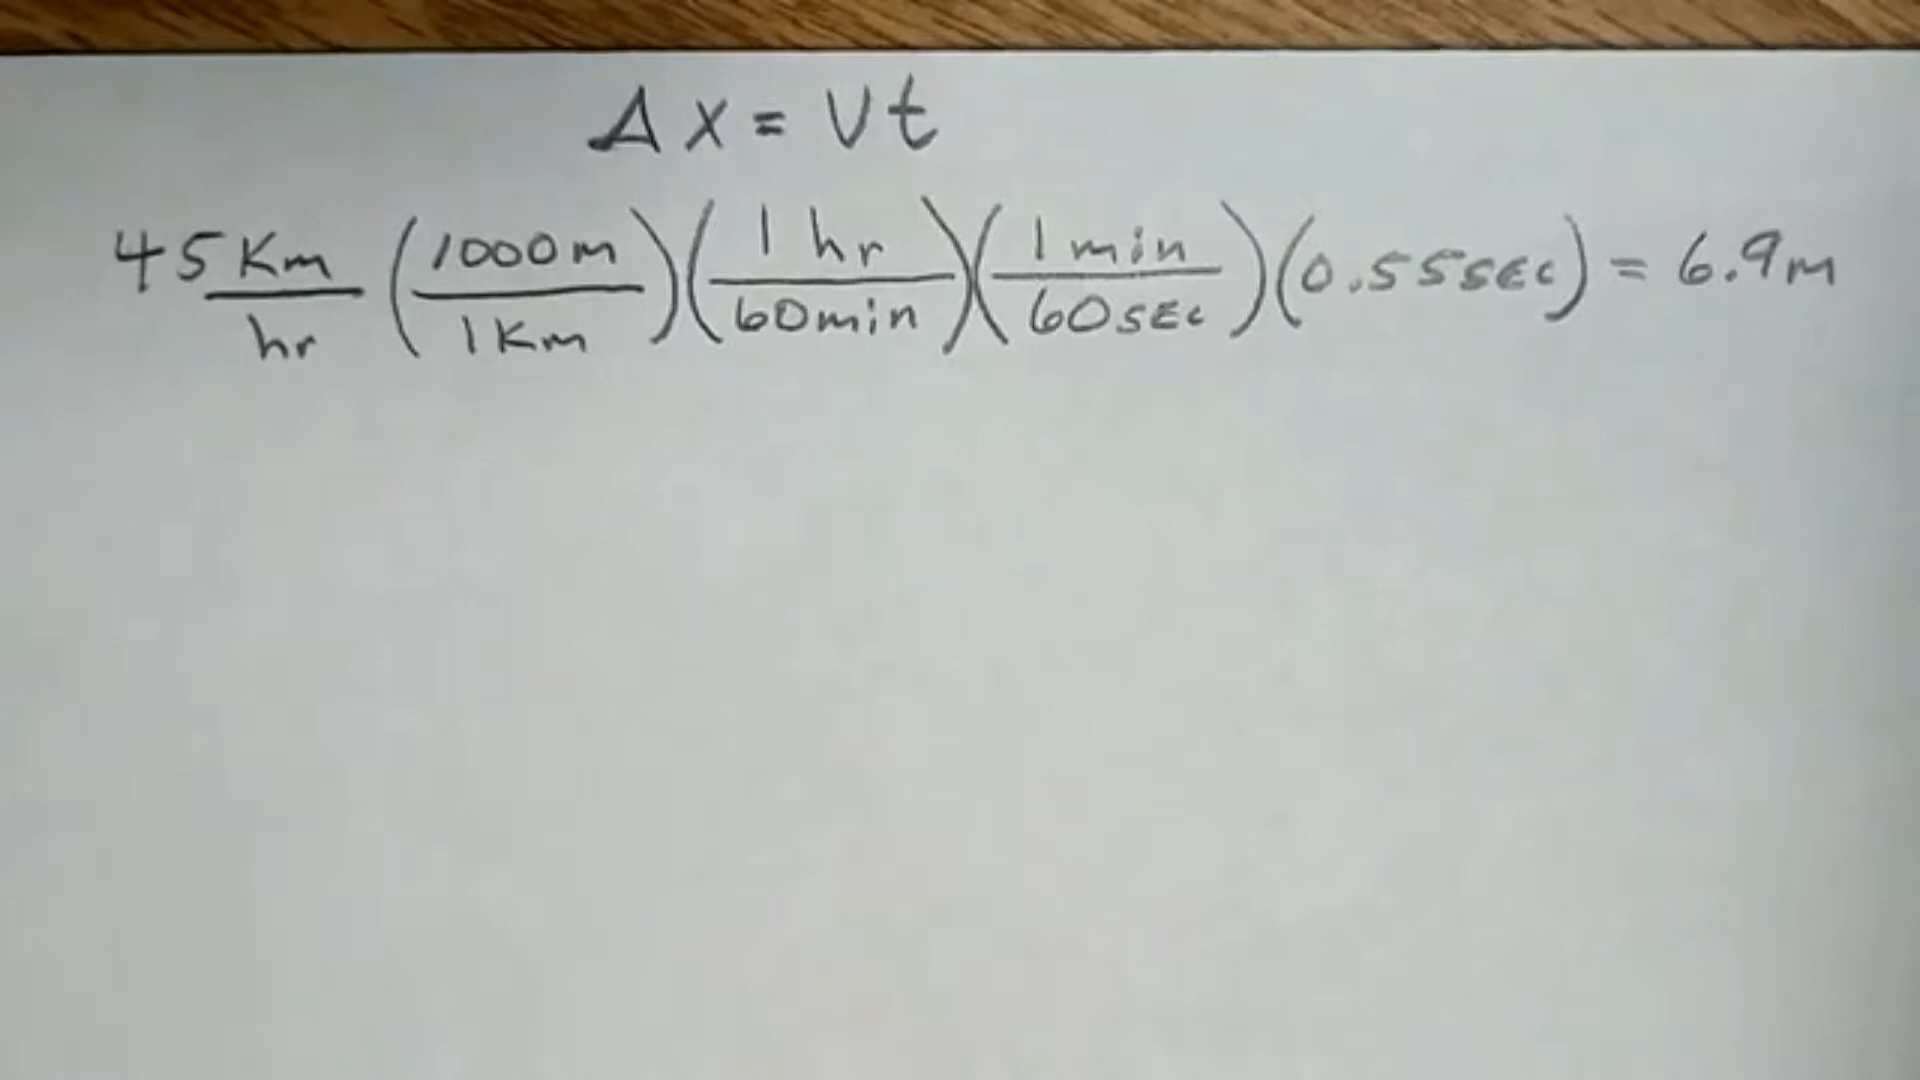 Δx = vt
45 Km/hr (1000m/1Km)(1 hr/60min)(1 min/60sec)(0.55sec) = 6.9m